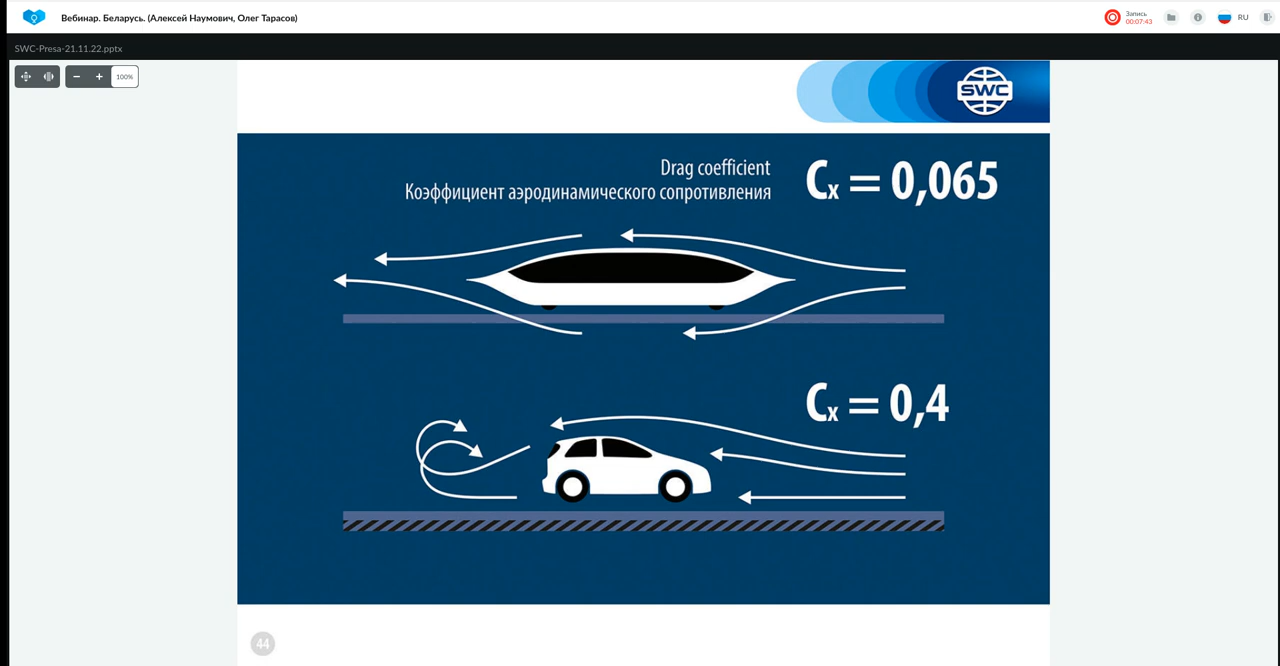 Вебинар. Беларусь. (Алексей Наумович, Олег Тарасов)
Запись
00:07:43
RU
SWC-Presa-21.11.22.pptx
100%
SWC
Drag coefficient
Коэффициент аэродинамического сопротивления
Cx = 0,065
Cx = 0,4
44